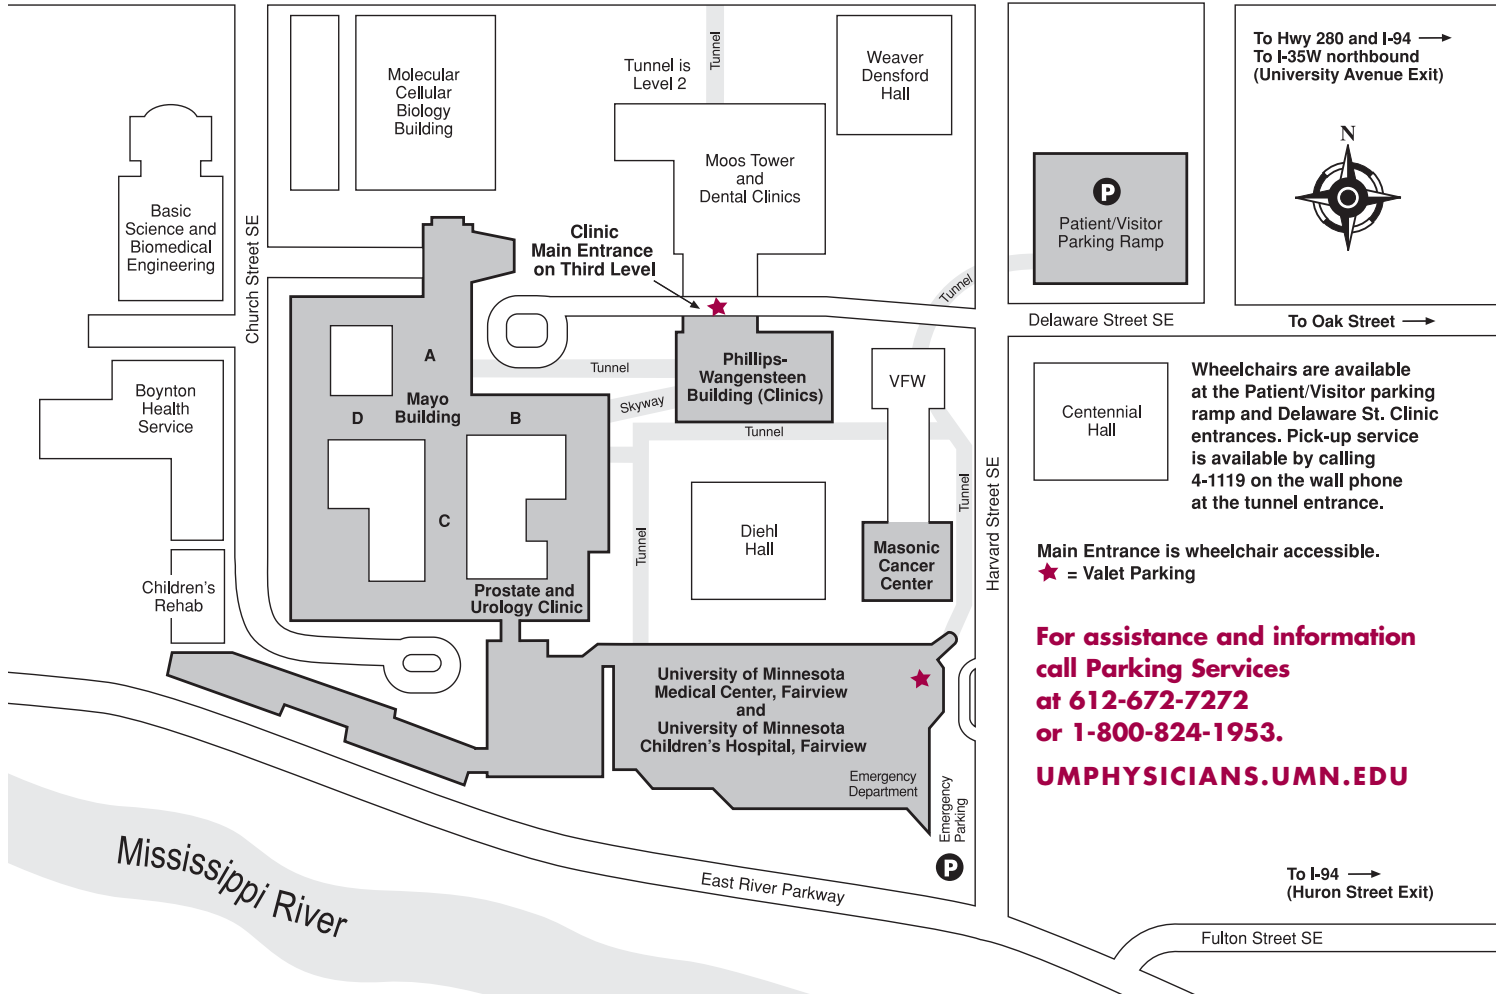 Molecular
Cellular
Biology
Building
Tunnel is
Level 2
Tunnel
Weaver
Densford
Hall
To Hwy 280 and I-94
To I-35W northbound
(University Avenue Exit)
N
Moos Tower
and
Dental Clinics
P
Patient/Visitor
Parking Ramp
Basic
Science and
Biomedical
Engineering
Church Street SE
Clinic
Main Entrance
on Third Level
Tunnel
Delaware Street SE
To Oak Street
A
Mayo
Building
D
B
C
Tunnel
Skyway
Phillips-
Wangensteen
Building (Clinics)
Tunnel
VFW
Boynton
Health
Service
Centennial
Hall
Wheelchairs are available
at the Patient/Visitor parking
ramp and Delaware St. Clinic
entrances. Pick-up service
is available by calling
4-1119 on the wall phone
at the tunnel entrance.
Tunnel
Tunnel
Harvard Street SE
Diehl
Hall
Masonic
Cancer
Center
Main Entrance is wheelchair accessible.
= Valet Parking
Children's
Rehab
Prostate and
Urology Clinic
For assistance and information
call Parking Services
at 612-672-7272
or 1-800-824-1953.
UMPHYSICIANS.UMN.EDU
University of Minnesota
Medical Center, Fairview
and
University of Minnesota
Children's Hospital, Fairview
Emergency
Department
Emergency
Parking
P
Mississippi River
East River Parkway
To I-94
(Huron Street Exit)
Fulton Street SE